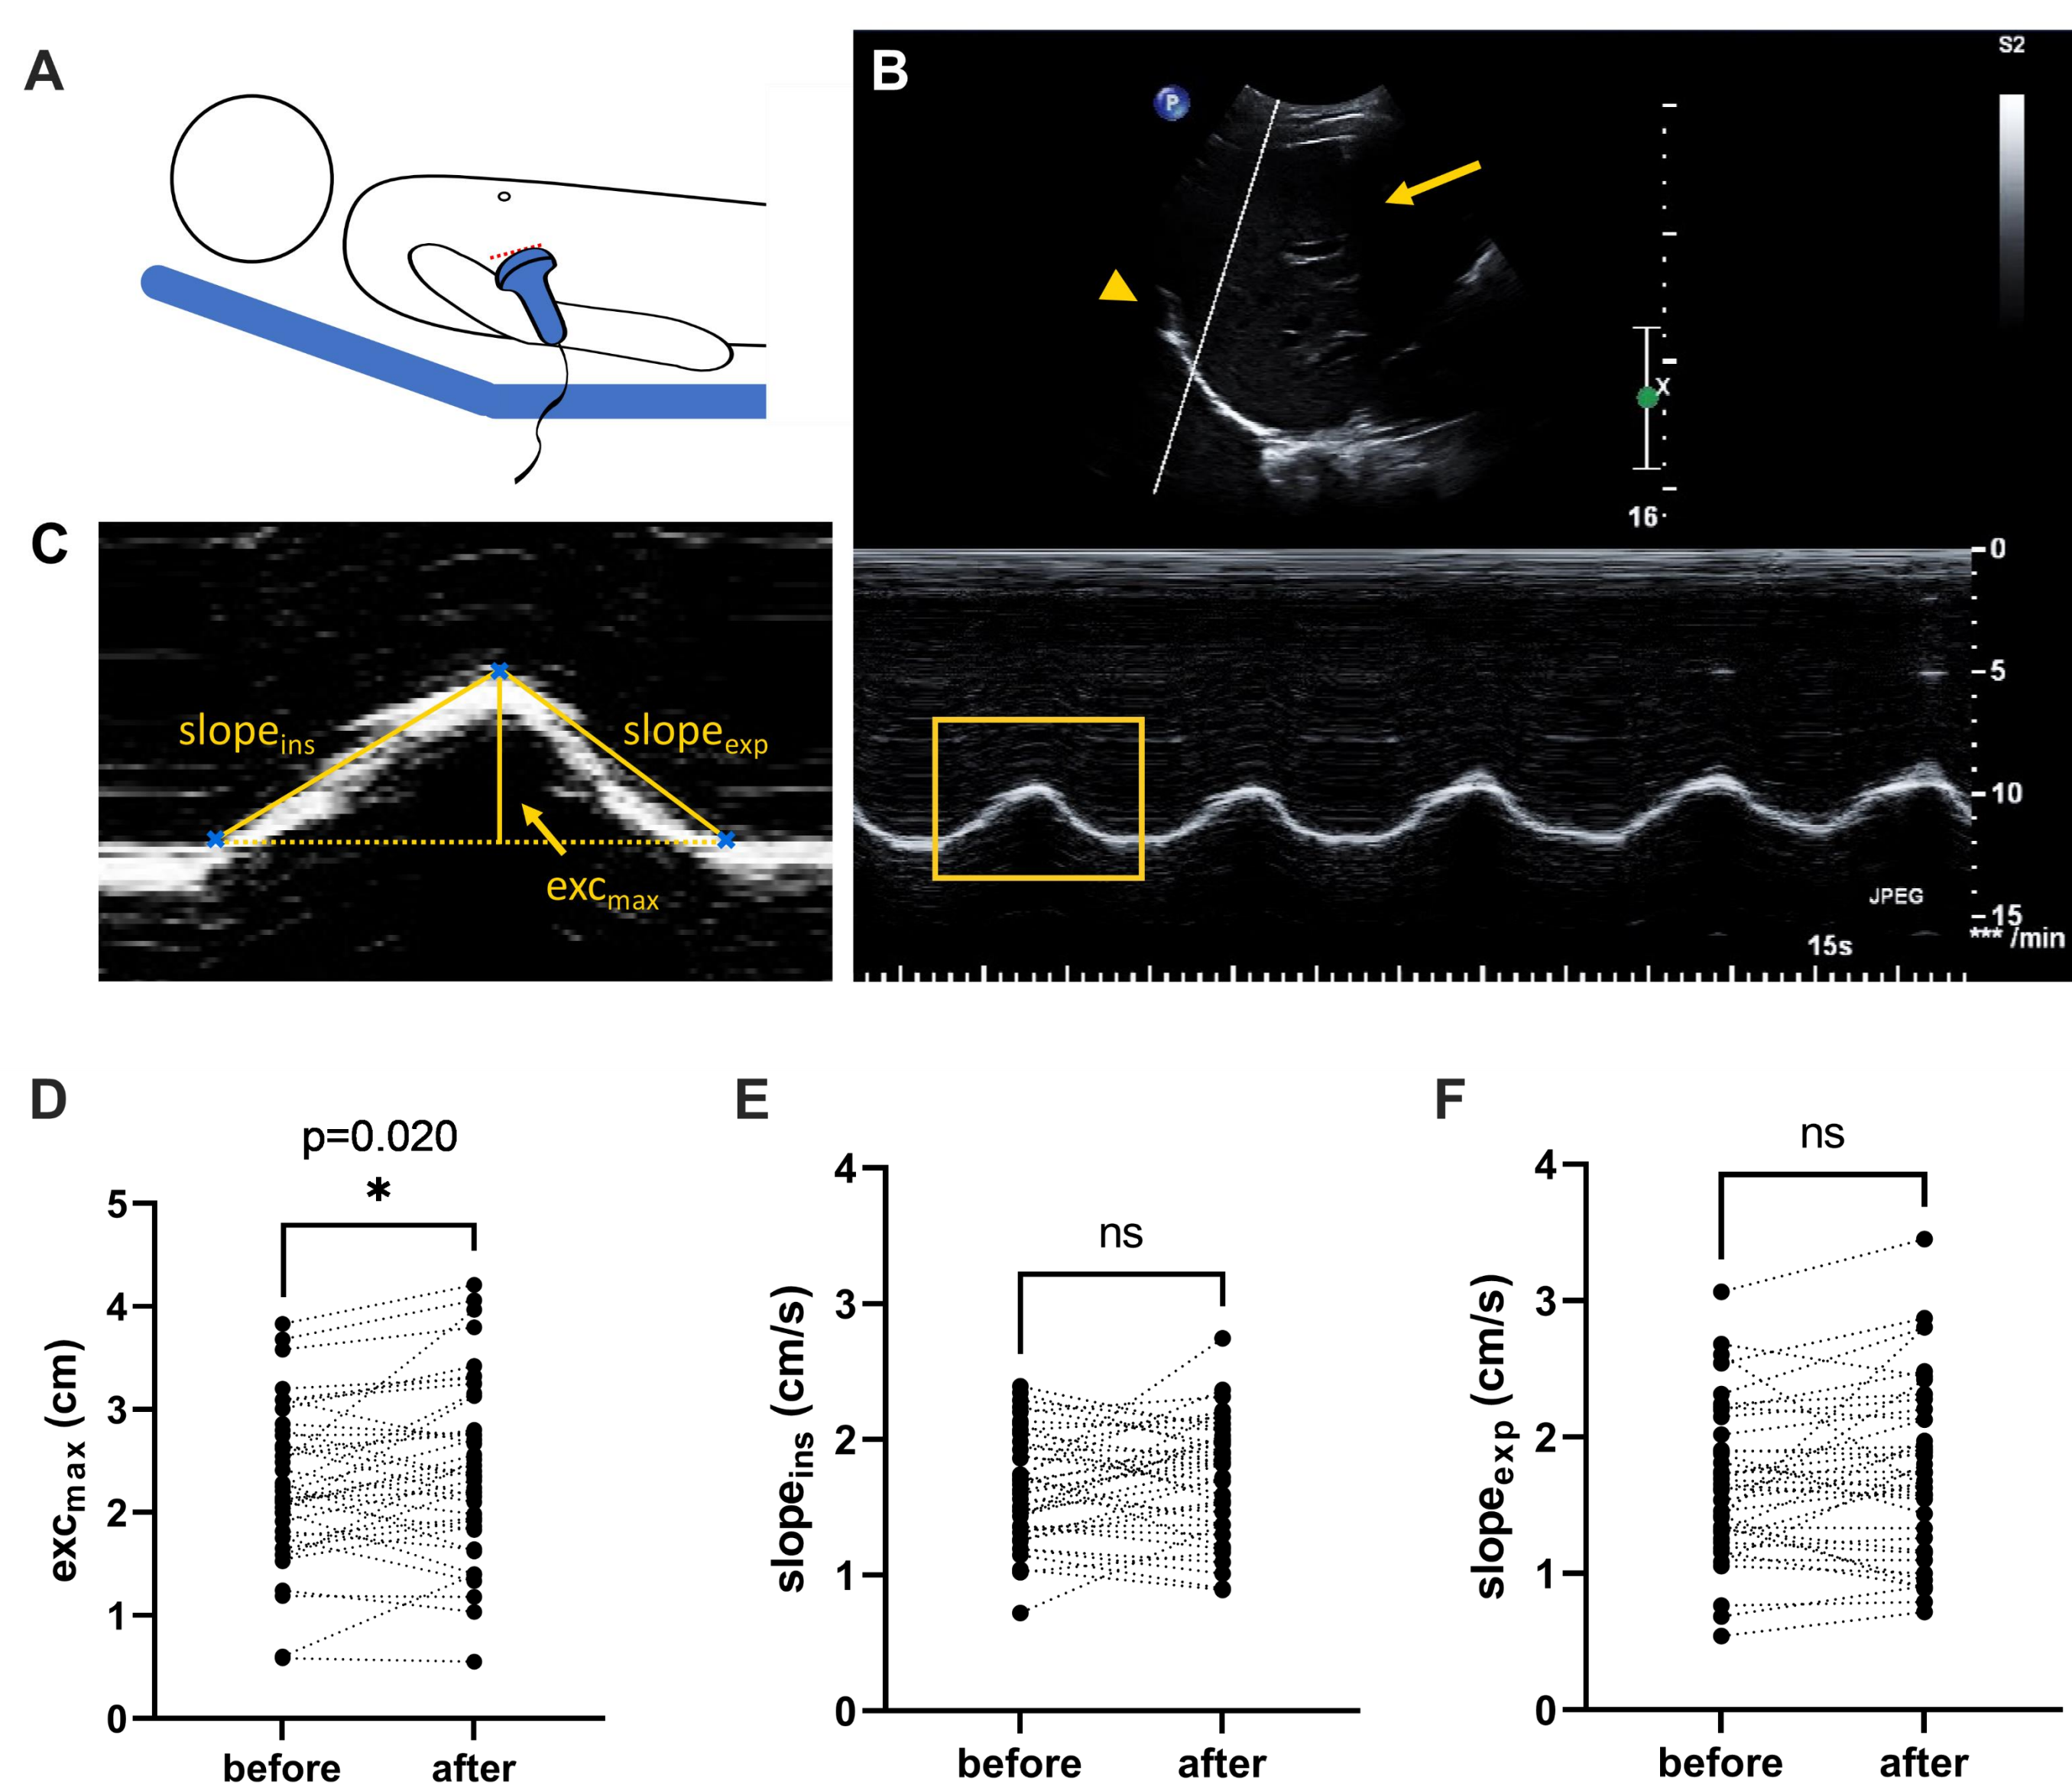 A
B
P
S2
X
16
C
slopeins
slopeexp
excmax
0
5
10
15
JPEG
15s
*** /min
D
p=0.020
*
excmax (cm)
5
4
3
2
1
0
before after
E
ns
slopeins (cm/s)
4
3
2
1
0
before after
F
ns
slopeexp (cm/s)
4
3
2
1
0
before after